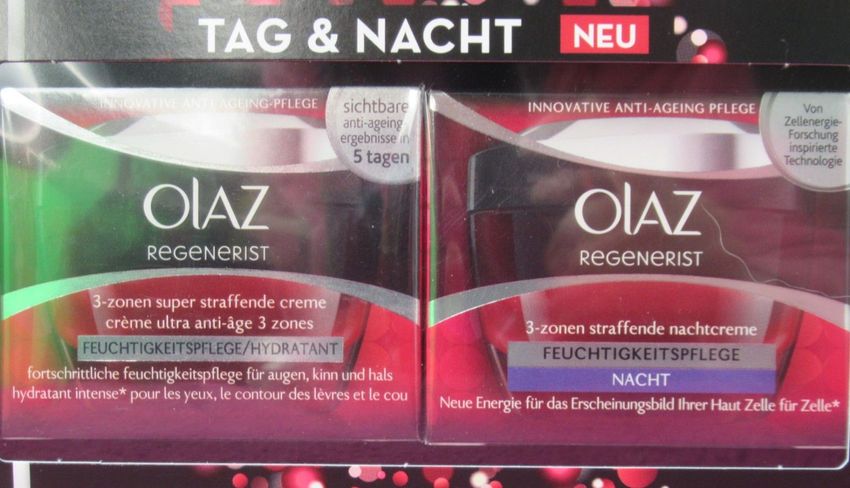 TAG & NACHT NEU
INNOVATIVE ANTI-AGEING-PFLEGE
sichtbare
anti-ageing
ergebnisse in
5 tagen
OLAZ
REGENERIST
3-zonen super straffende creme
crème ultra anti-âge 3 zones
FEUCHTIGKEITSPFLEGE/HYDRATANT
fortschrittliche feuchtigkeitspflege für augen, kinn und hals
hydratant intense* pour les yeux, le contour des lèvres et le cou
INNOVATIVE ANTI-AGEING PFLEGE
Von
Zellenergie-
Forschung
inspirierte
Technologie
OLAZ
REGENERIST
3-zonen straffende nachtcreme
FEUCHTIGKEITSPFLEGE
NACHT
Neue Energie für das Erscheinungsbild Ihrer Haut Zelle für Zelle*